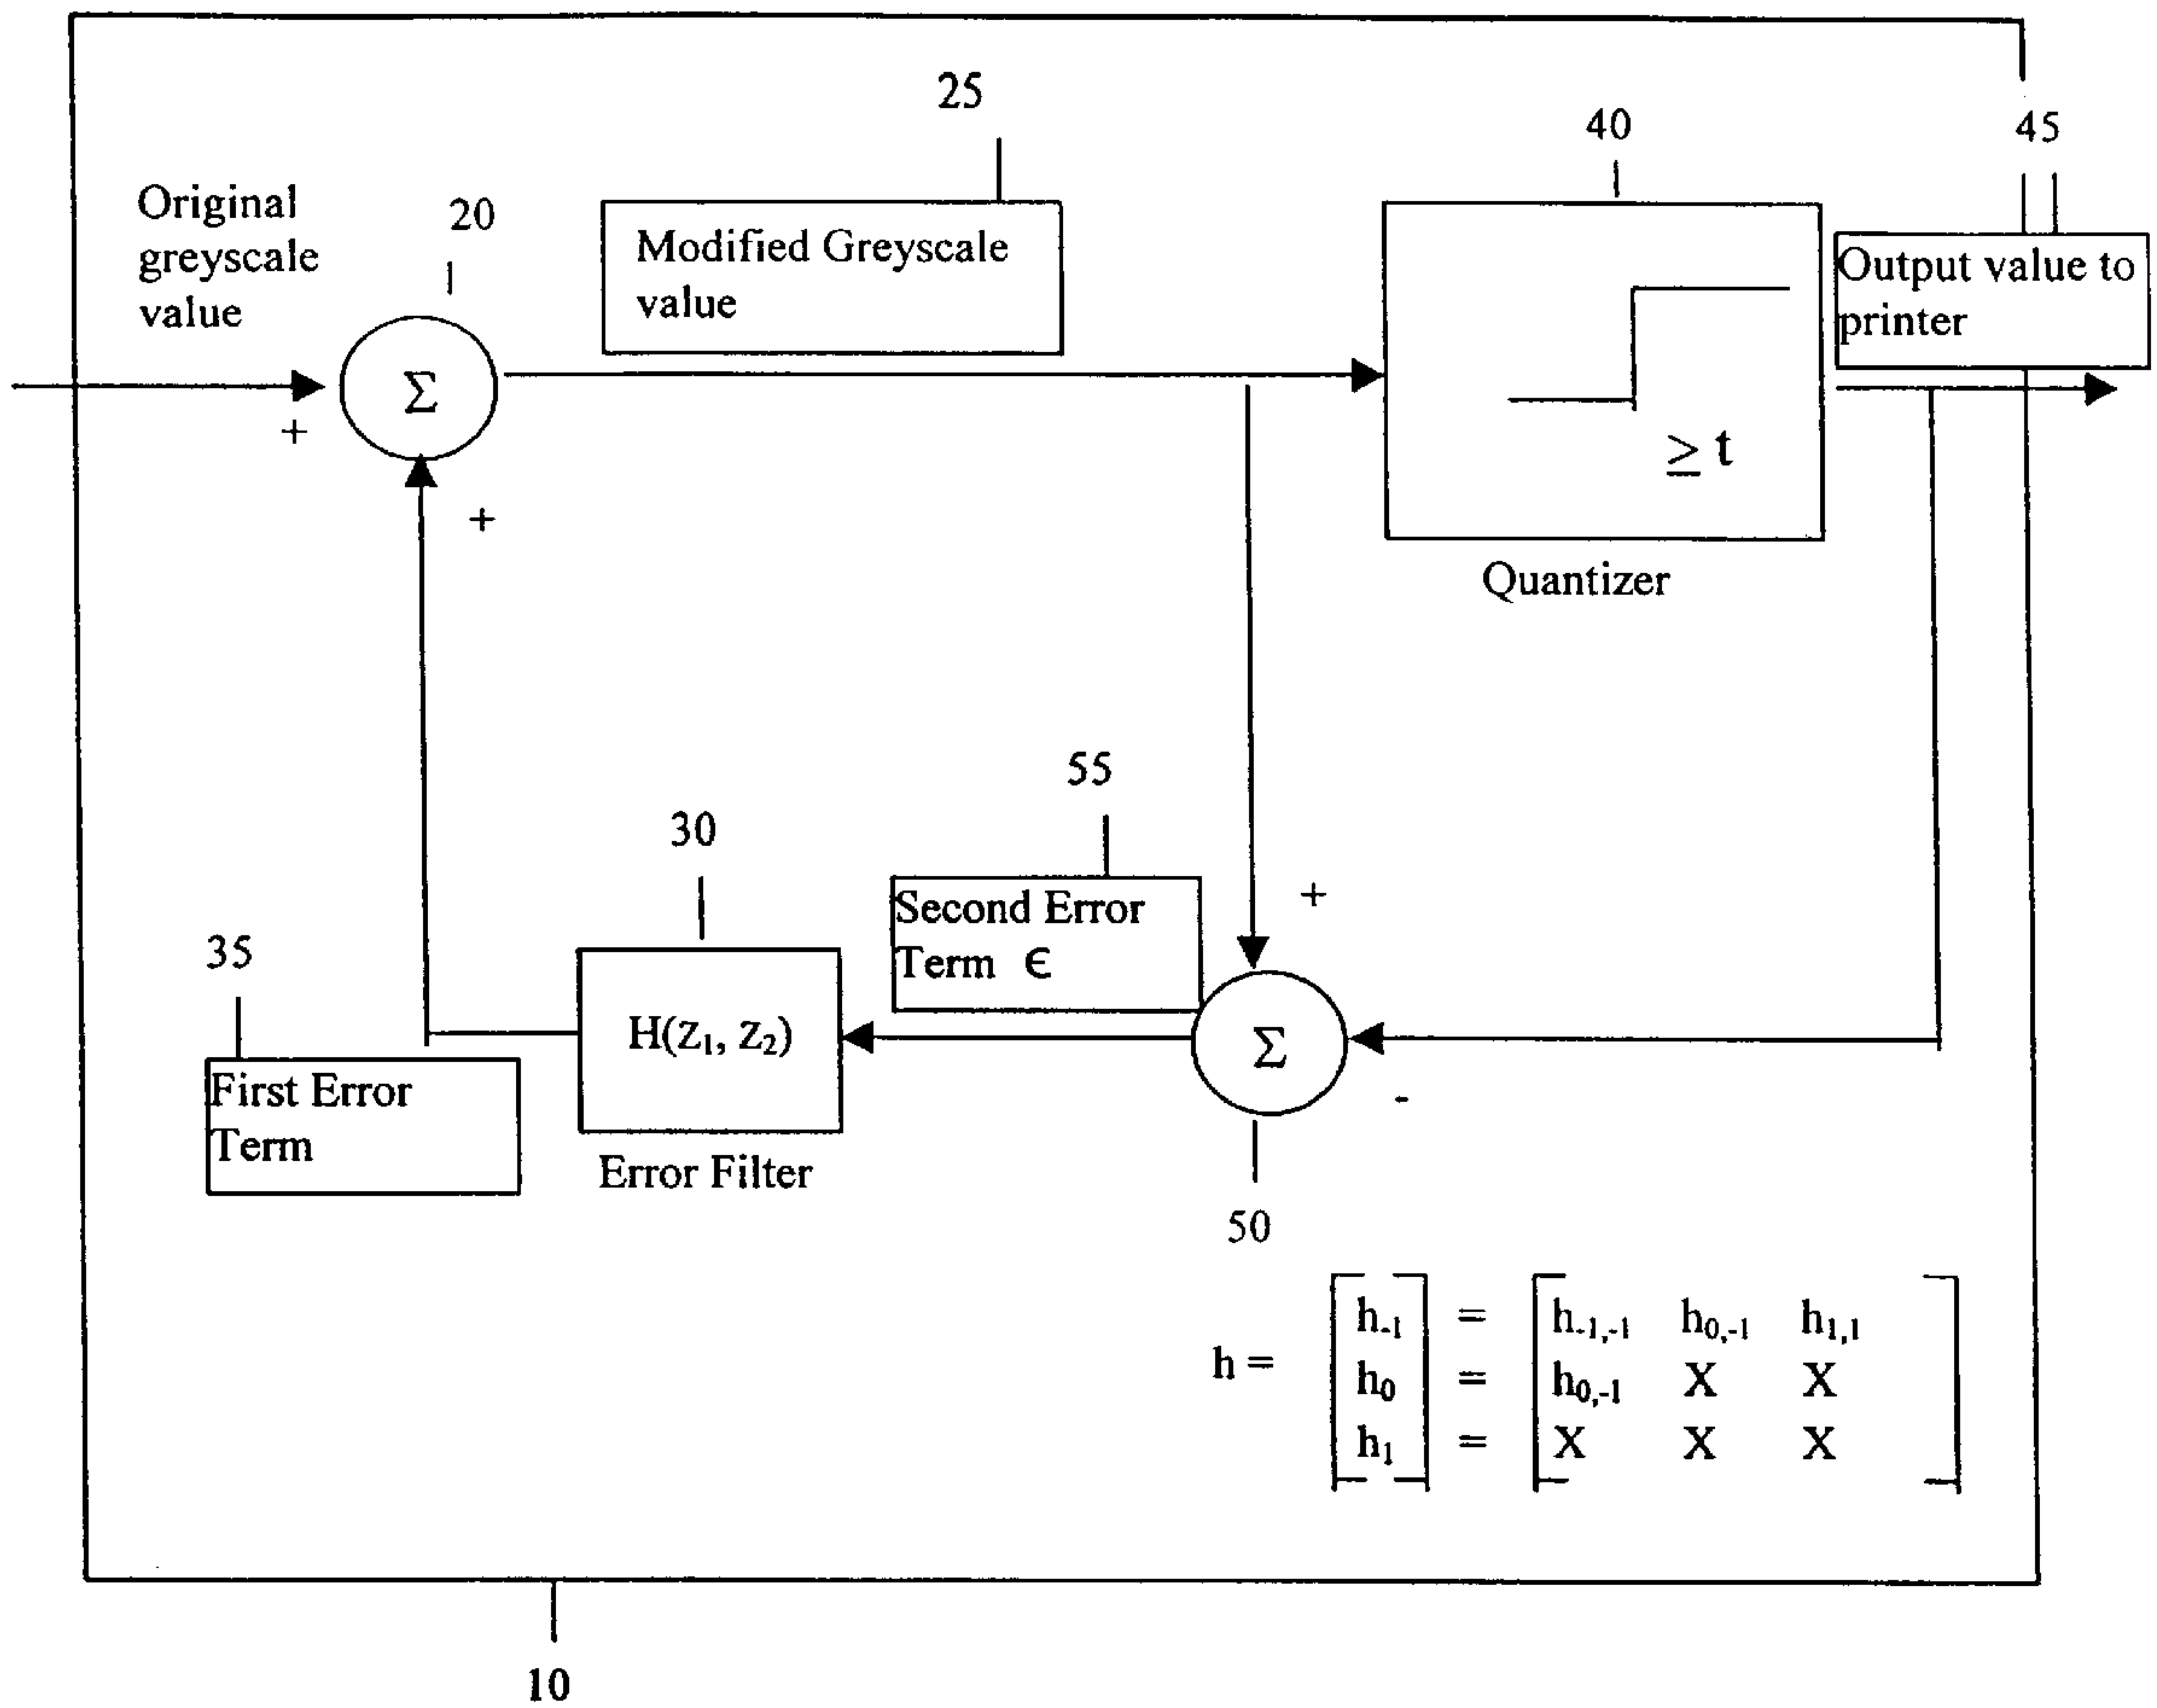 25
40
45
Original
greyscale
value
20
Modified Greyscale
value
Output value to
printer
Σ
+
≥ t
+
Quantizer
55
30
Second Error
Term ϵ
+
35
H(z₁, z₂)
Σ
First Error
Term
-
Error Filter
50
h₋₁ = h₋₁,₋₁ h₀,₋₁ h₁,₁
h = h₀ = h₀,₋₁ X X
h₁ = X X X
10